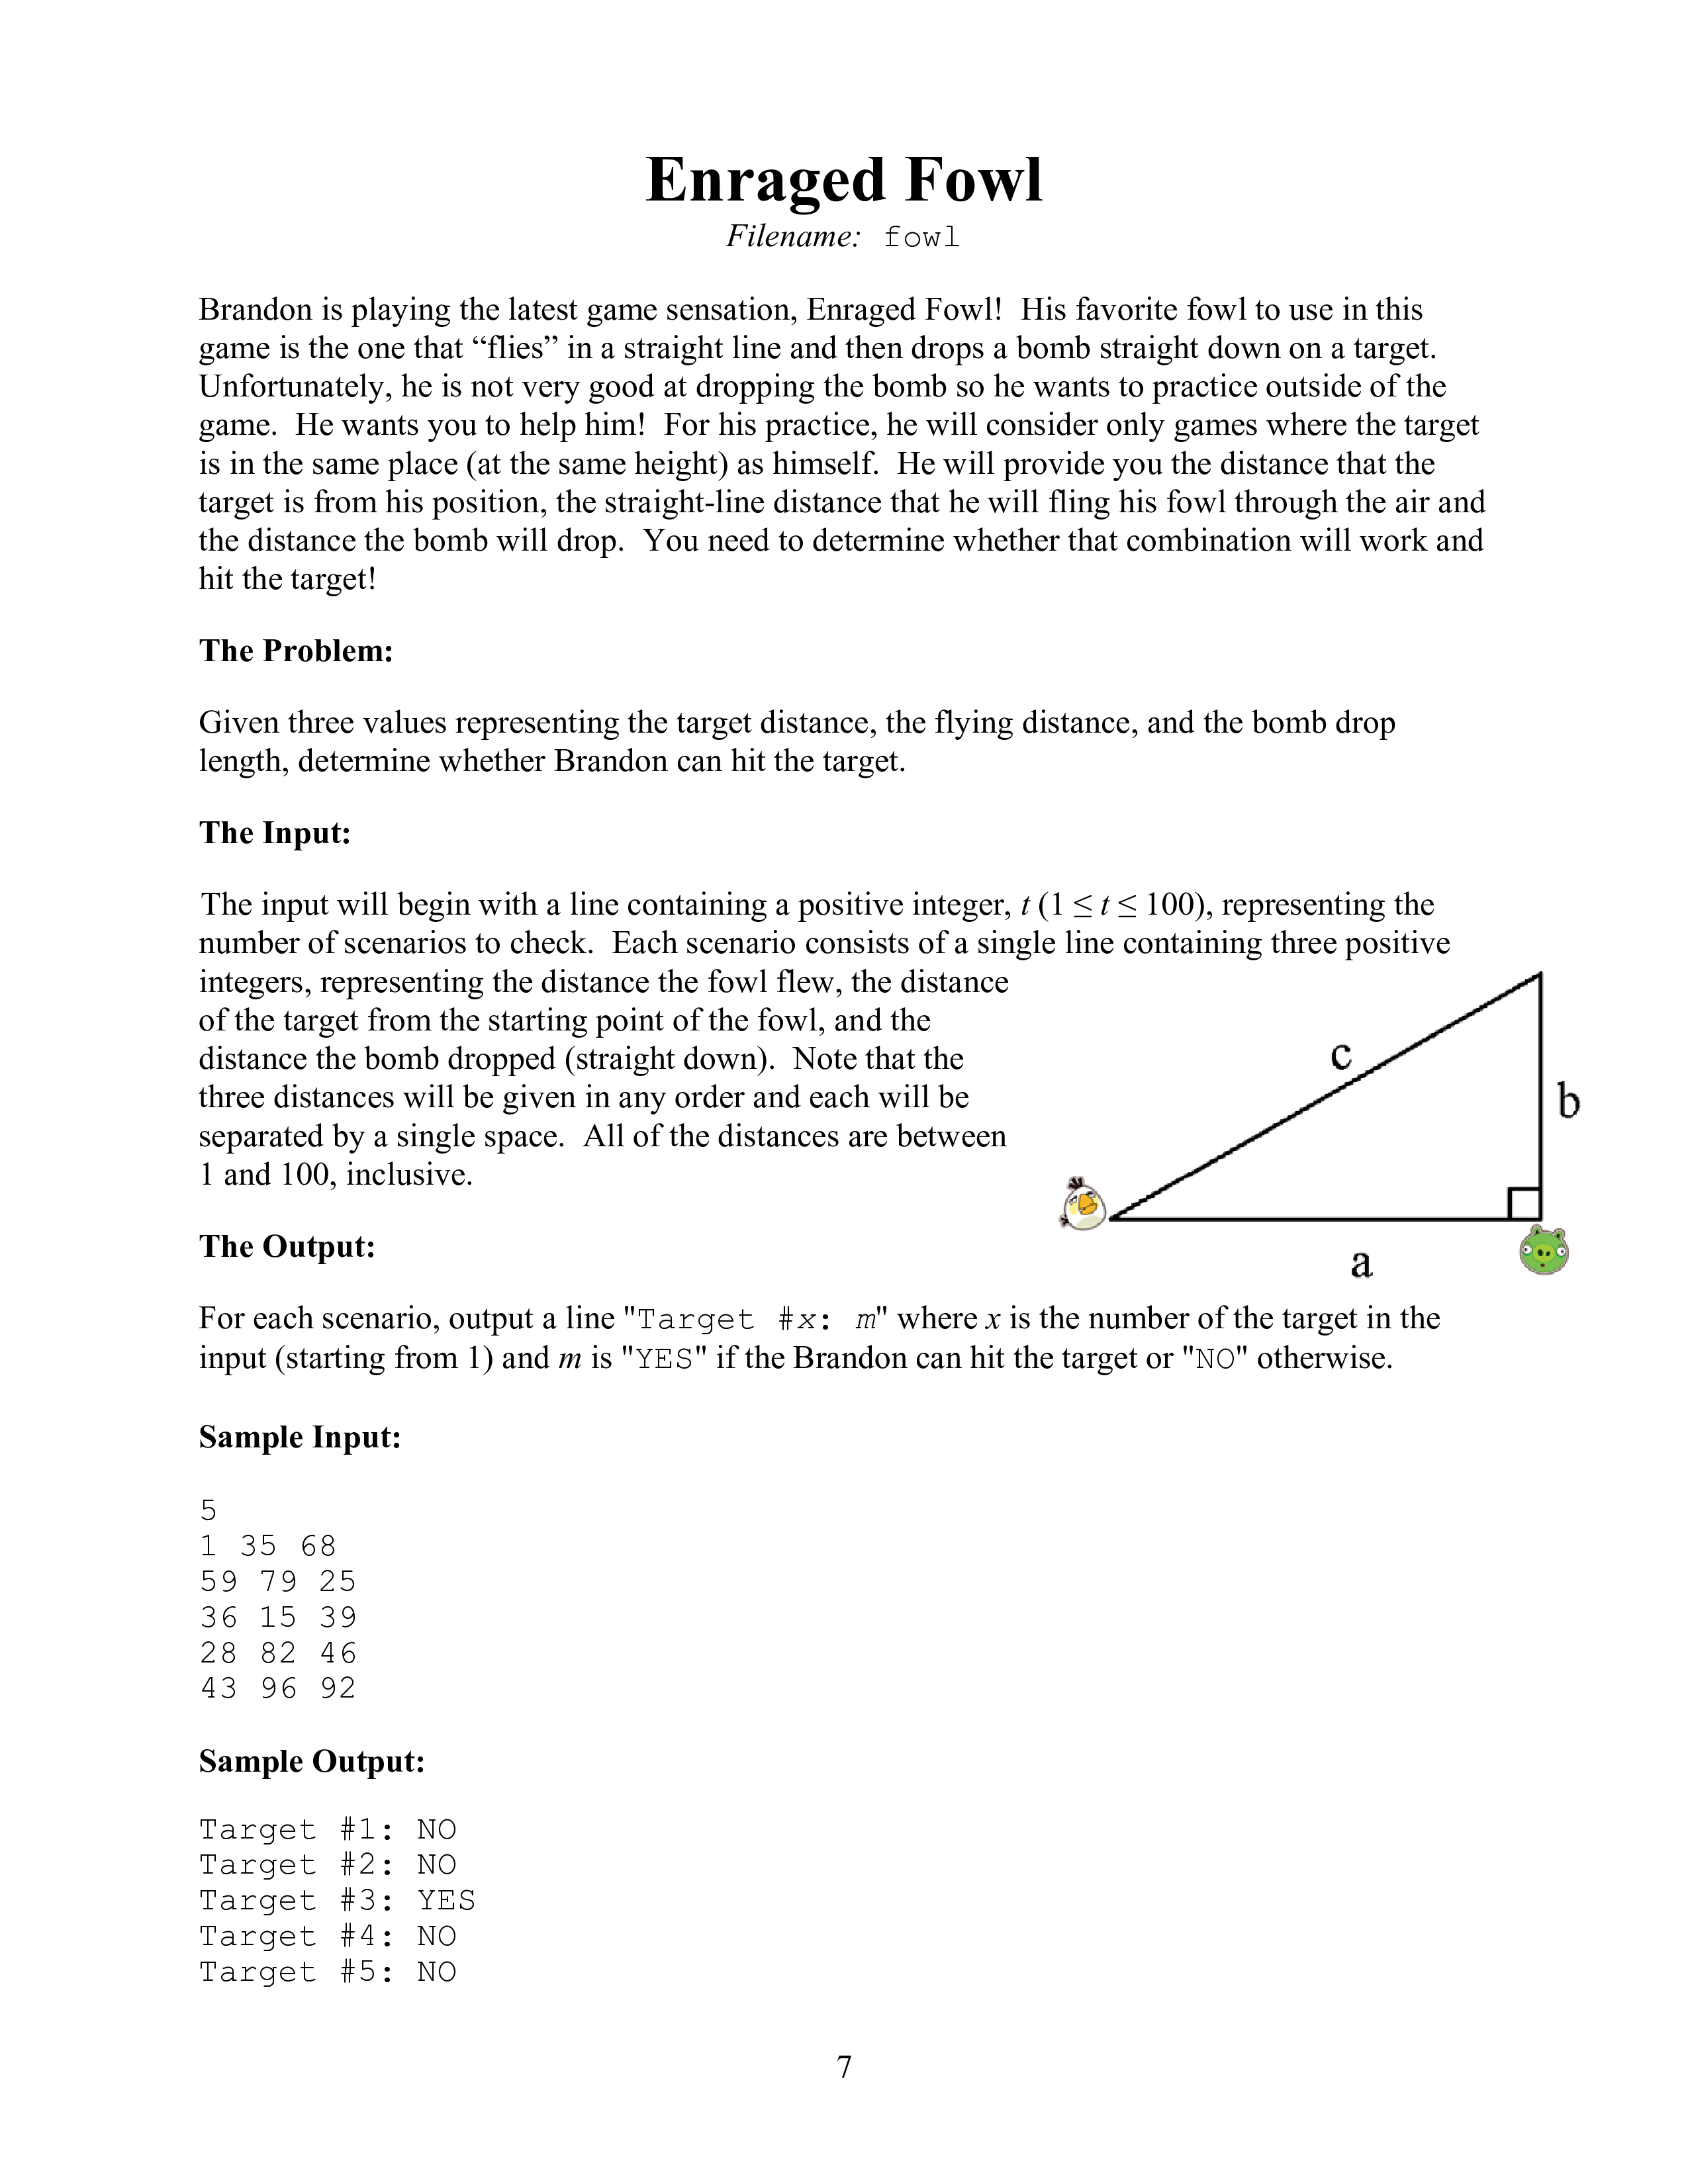 Enraged Fowl
Filename: fowl
Brandon is playing the latest game sensation, Enraged Fowl!  His favorite fowl to use in this
game is the one that “flies” in a straight line and then drops a bomb straight down on a target.
Unfortunately, he is not very good at dropping the bomb so he wants to practice outside of the
game.  He wants you to help him!  For his practice, he will consider only games where the target
is in the same place (at the same height) as himself.  He will provide you the distance that the
target is from his position, the straight-line distance that he will fling his fowl through the air and
the distance the bomb will drop.  You need to determine whether that combination will work and
hit the target!
The Problem:
Given three values representing the target distance, the flying distance, and the bomb drop
length, determine whether Brandon can hit the target.
The Input:
The input will begin with a line containing a positive integer, t (1 ≤ t ≤ 100), representing the
number of scenarios to check.  Each scenario consists of a single line containing three positive
integers, representing the distance the fowl flew, the distance
of the target from the starting point of the fowl, and the
distance the bomb dropped (straight down).  Note that the
three distances will be given in any order and each will be
separated by a single space.  All of the distances are between
1 and 100, inclusive.
c
b
a
The Output:
For each scenario, output a line "Target #x: m" where x is the number of the target in the
input (starting from 1) and m is "YES" if the Brandon can hit the target or "NO" otherwise.
Sample Input:
5
1 35 68
59 79 25
36 15 39
28 82 46
43 96 92
Sample Output:
Target #1: NO
Target #2: NO
Target #3: YES
Target #4: NO
Target #5: NO
7